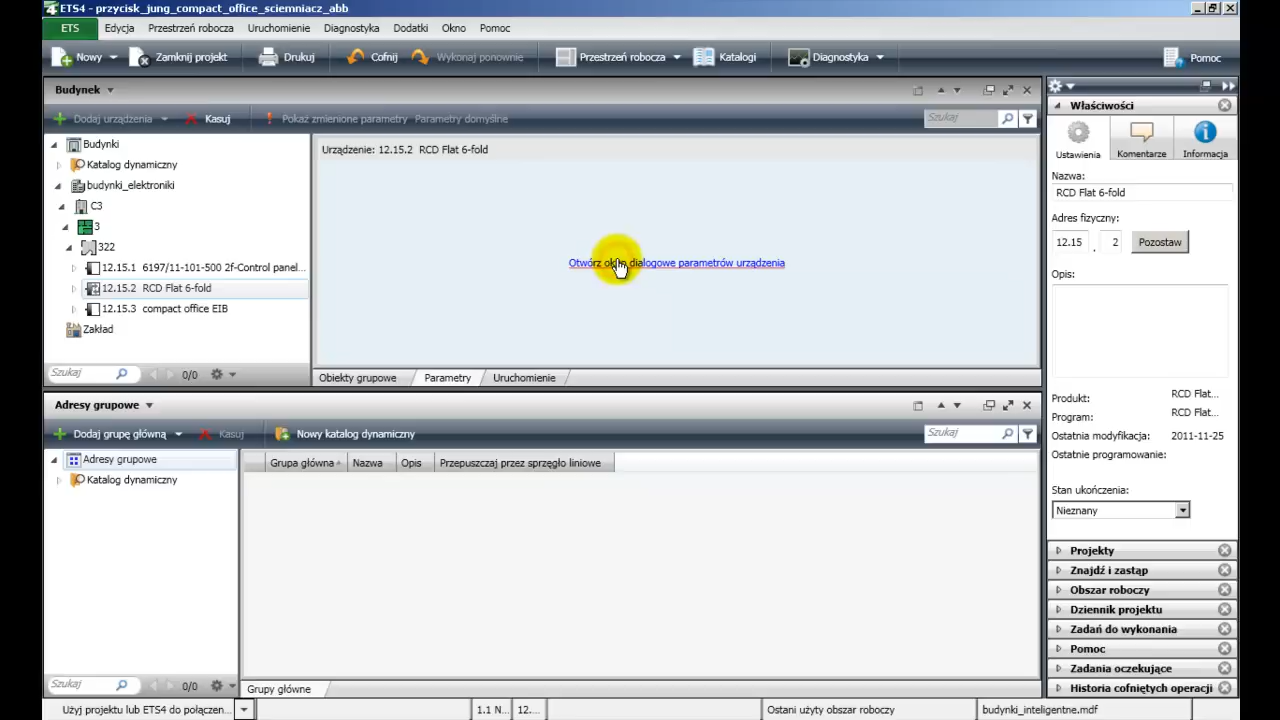 ETS4 - przycisk_jung_compact_office_sciemniacz_abb
ETS Edycja Przestrzeń robocza Uruchomienie Diagnostyka Dodatki Okno Pomoc
Nowy Zamknij projekt Drukuj Cofnij Wykonaj ponownie Przestrzeń robocza Katalogi Diagnostyka Pomoc
Budynek
Dodaj urządzenia Kasuj Pokaż zmienione parametry Parametry domyślne Szukaj
Budynki
Katalog dynamiczny
budynki_elektroniki
C3
3
322
12.15.1 6197/11-101-500 2f-Control panel...
12.15.2 RCD Flat 6-fold
12.15.3 compact office EIB
Zakład
Szukaj 0/0
Urządzenie: 12.15.2 RCD Flat 6-fold
Otwórz okno dialogowe parametrów urządzenia
Obiekty grupowe Parametry Uruchomienie
Adresy grupowe
Dodaj grupę główną Kasuj Nowy katalog dynamiczny Szukaj
Adresy grupowe
Katalog dynamiczny
Grupa główna Nazwa Opis Przepuszczaj przez sprzęgło liniowe
Szukaj 0/0
Grupy główne
Właściwości
Ustawienia Komentarze Informacja
Nazwa:
RCD Flat 6-fold
Adres fizyczny:
12.15 . 2 Pozostaw
Opis:
Produkt: RCD Flat...
Program: RCD Flat...
Ostatnia modyfikacja: 2011-11-25
Ostatnie programowanie:
Stan ukończenia:
Nieznany
Projekty
Znajdź i zastąp
Obszar roboczy
Dziennik projektu
Zadań do wykonania
Pomoc
Zadania oczekujące
Historia cofniętych operacji
Użyj projektu lub ETS4 do połączen... 1.1 N... 12.... Ostani użyty obszar roboczy budynki_inteligentne.mdf